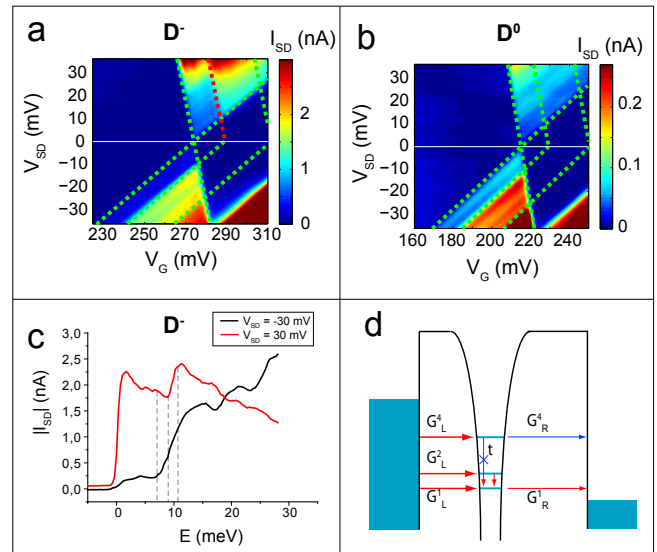 a D⁻ I_SD (nA)
V_SD (mV)
30
20
10
0
−10
−20
−30
230 250 270 290 310
V_G (mV)
2
1
0
b D⁰ I_SD (nA)
V_SD (mV)
30
20
10
0
−10
−20
−30
160 180 200 220 240
V_G (mV)
0.2
0.1
0
c D⁻
V_SD = -30 mV
V_SD = 30 mV
|I_SD| (nA)
3,0
2,5
2,0
1,5
1,0
0,5
0,0
0 10 20 30
E (meV)
d
G⁴_L G⁴_R
t
G²_L
G¹_L G¹_R